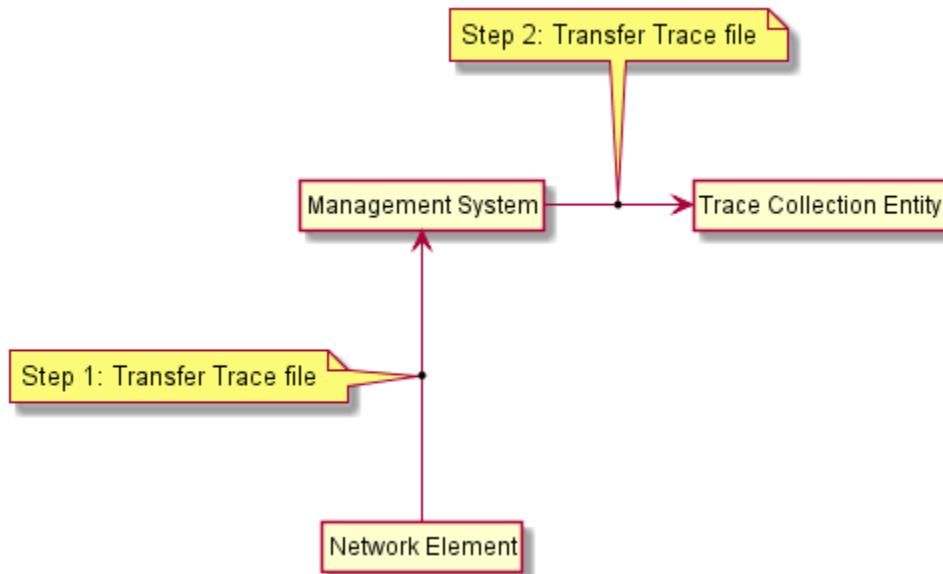 Step 2: Transfer Trace file
Management System
Trace Collection Entity
Step 1: Transfer Trace file
Network Element